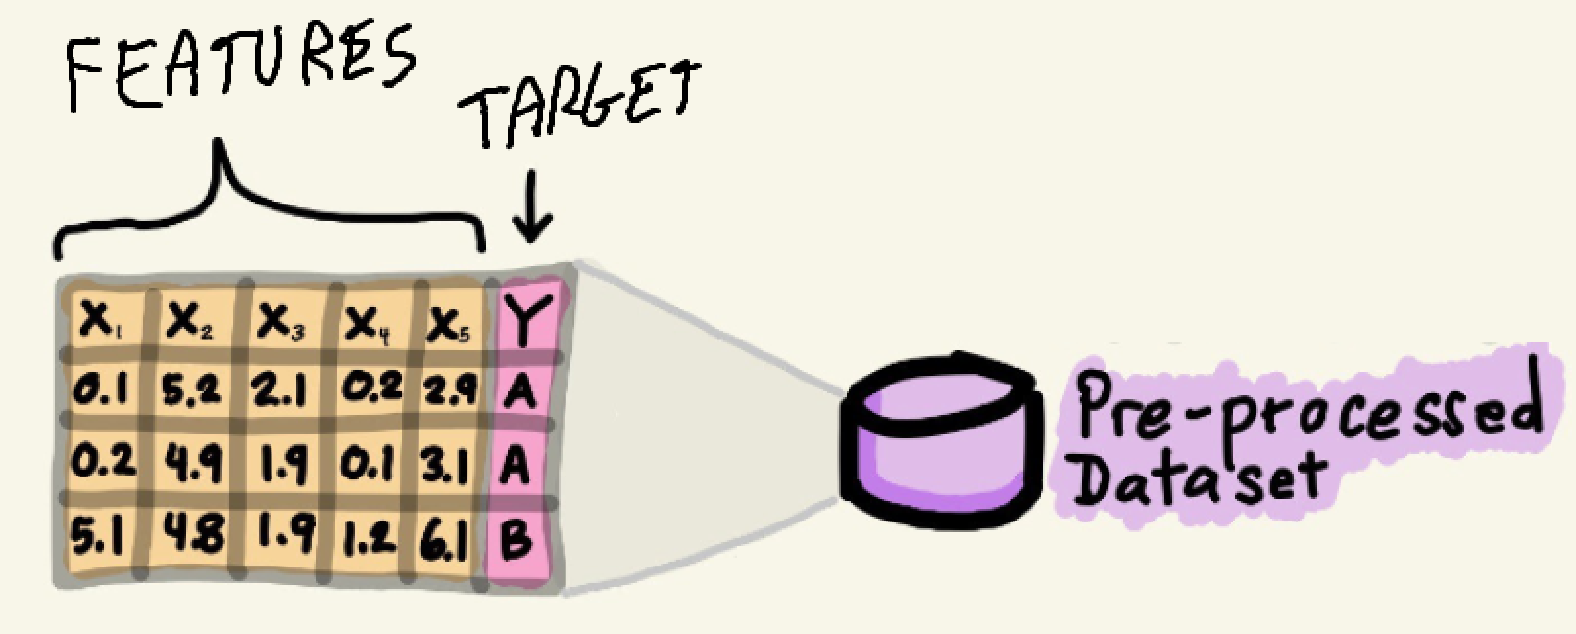 FEATURES
TARGET
X₁ X₂ X₃ X₄ X₅ Y
0.1 5.2 2.1 0.2 2.9 A
0.2 4.9 1.9 0.1 3.1 A
5.1 4.8 1.9 1.2 6.1 B
Pre-processed
Dataset